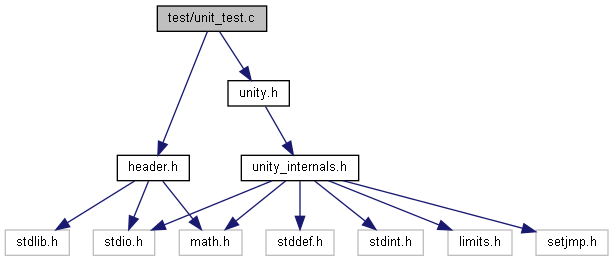 test/unit_test.c
unity.h
header.h
unity_internals.h
stdlib.h
stdio.h
math.h
stddef.h
stdint.h
limits.h
setjmp.h